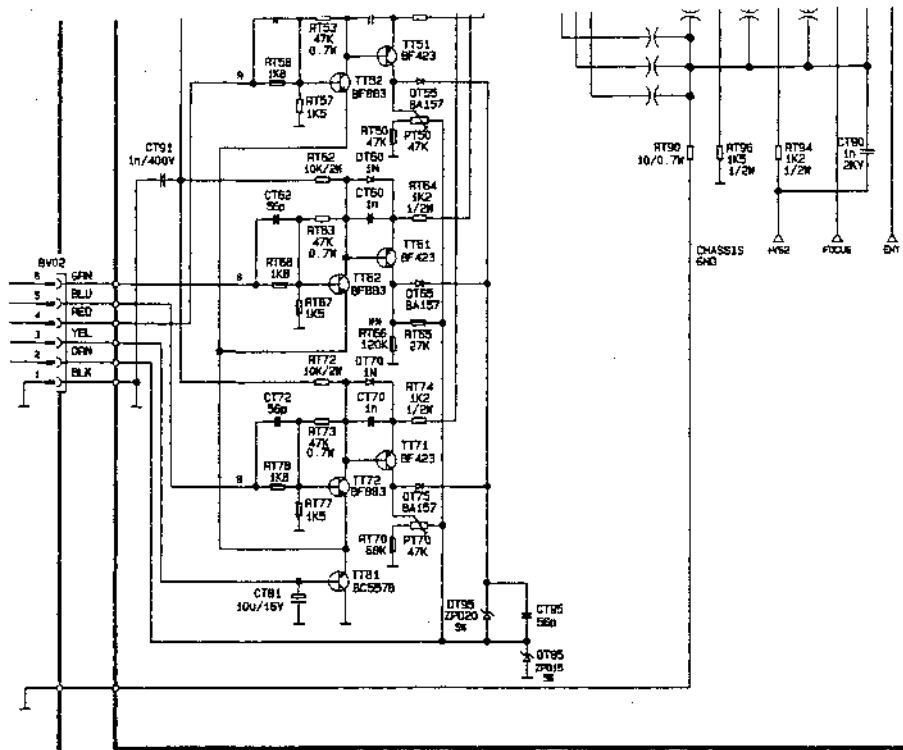 RT53
47K
0.7W
TT51
BF423
RT58
1K8
R
TT52
BF883
RT57
1K5
DT55
BA157
RT50
47K
PT50
47K
CT91
1n/400V
RT62
10K/2W
DT60
1N
CT60
1n
RT64
1K2
1/2W
RT90
10/0.7W
RT96
1K5
1/2W
RT94
1K2
1/2W
CT90
1n
2KV
CT62
56p
RT63
47K
0.7W
TT61
BF423
CHASSIS
GND
+VG2
FOCUS
EHT
BV02
6
GRN
5
BLU
4
RED
3
YEL
2
ORN
1
BLK
G
RT68
1K8
TT62
BF883
RT67
1K5
DT65
BA157
**
RT66
120K
RT65
27K
RT72
10K/2W
DT70
1N
CT70
1n
RT74
1K2
1/2W
CT72
56p
RT73
47K
0.7W
TT71
BF423
B
RT78
1K8
TT72
BF883
RT77
1K5
DT75
BA157
RT70
68K
PT70
47K
TT81
BC557B
CT81
10U/16V
DT95
ZPD20
5%
CT85
56p
DT85
ZPD15
5%